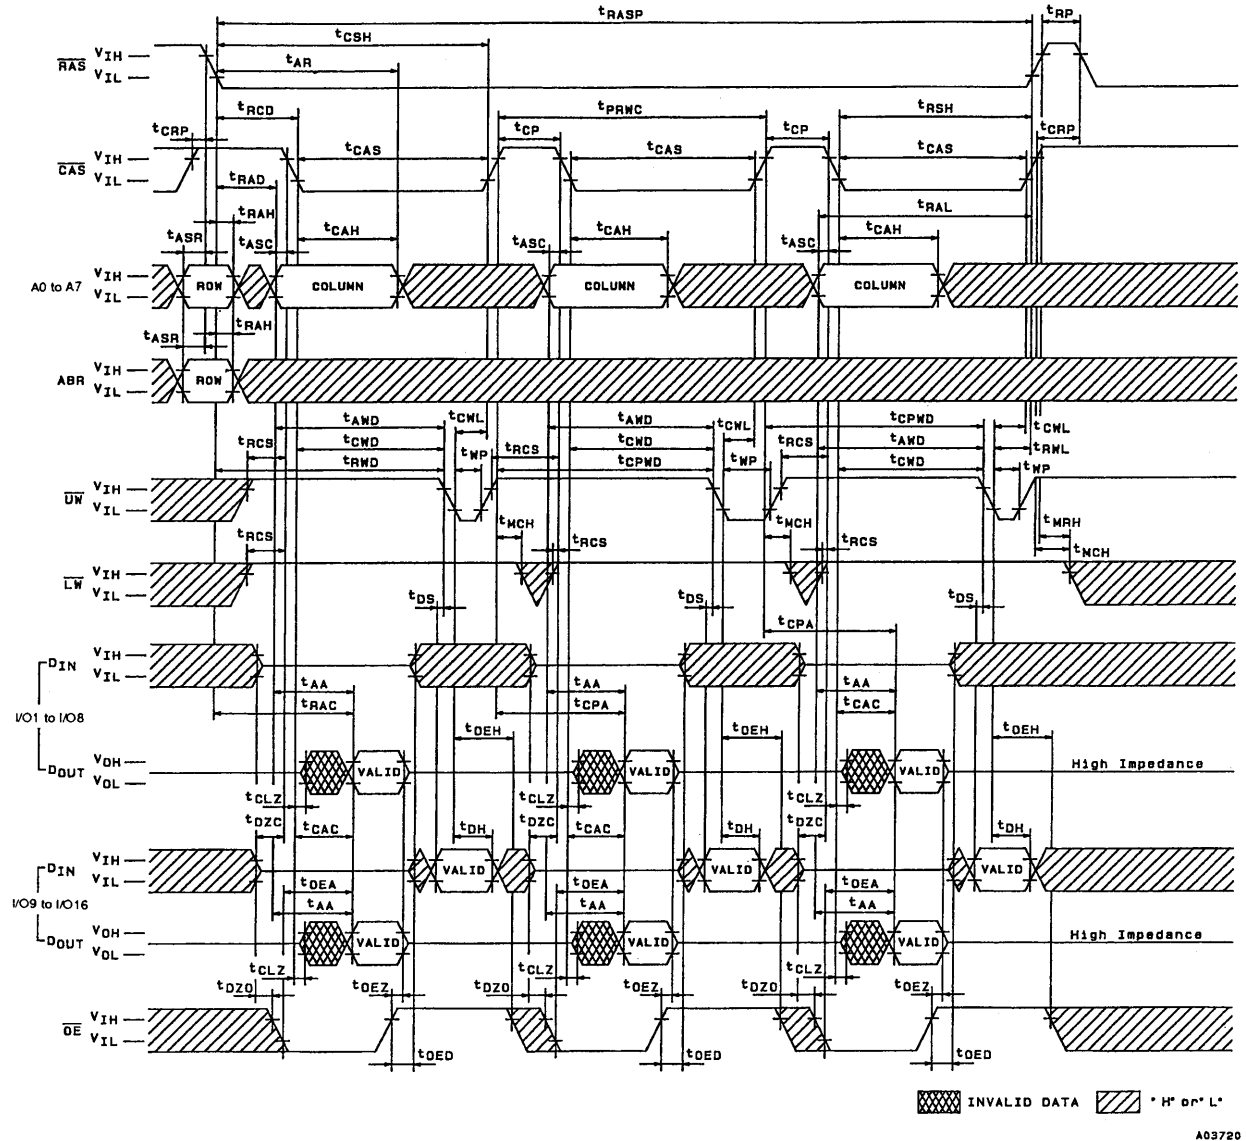 tRASP tRP
tCSH
tAR
RAS VIH VIL
tRCD tPRWC tRSH
tCRP tCP tCP tCRP
tCAS tCAS tCAS
CAS VIH VIL
tRAD
tRAH tRAL
tASR tASC tCAH tASC tCAH tASC tCAH
A0 to A7 VIH VIL ROW COLUMN COLUMN COLUMN
tASR tRAH
ABR VIH VIL ROW
tAWD tCWL tAWD tCWL tCPWD tCWL
tRCS tCWD tRCS tCWD tRCS tAWD tRWL
tRWD tWP tCPWD tWP tCWD tWP
UW VIH VIL
tRCS tMCH tRCS tMCH tRCS tMRH
tMCH
LW VIH VIL
tDS tDS tDS
tCPA
DIN VIH VIL
tAA tAA tAA
I/O1 to I/O8
tRAC tCPA tCAC
tOEH tOEH tOEH
DOUT VOH VOL VALID VALID VALID High Impedance
tCLZ tCLZ tCLZ
tDZC tCAC tDH tDZC tCAC tDH tDZC tDH
DIN VIH VIL VALID VALID VALID
tOEA tOEA tOEA
I/O9 to I/O16
tAA tAA tAA
DOUT VOH VOL VALID VALID VALID High Impedance
tCLZ tCLZ tCLZ
tDZO tOEZ tDZO tOEZ tDZO tOEZ
OE VIH VIL
tOED tOED tOED
INVALID DATA "H" or "L"
A03720